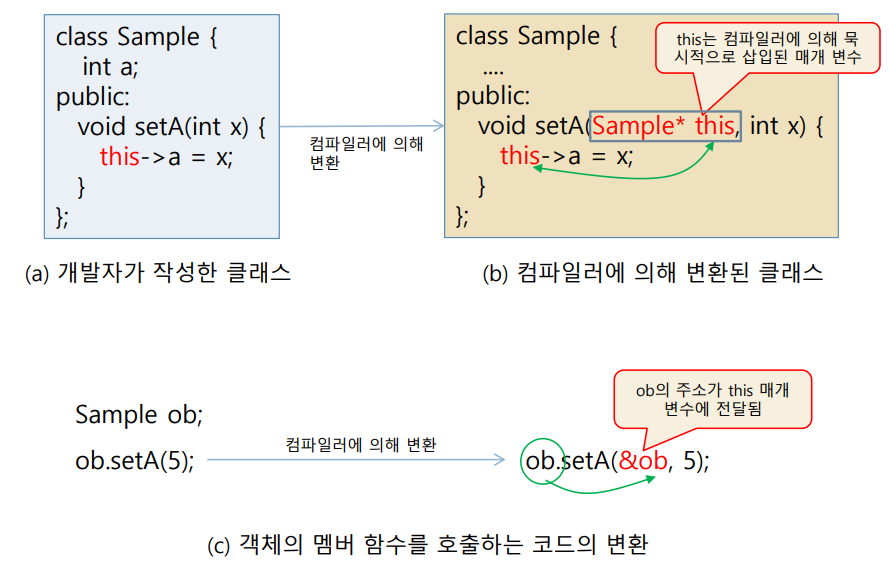 class Sample {
int a;
public:
void setA(int x) {
this->a = x;
}
};
컴파일러에 의해
변환
class Sample {
....
public:
void setA(Sample* this, int x) {
this->a = x;
}
};
this는 컴파일러에 의해 묵
시적으로 삽입된 매개 변수
(a) 개발자가 작성한 클래스
(b) 컴파일러에 의해 변환된 클래스
Sample ob;
ob.setA(5);
컴파일러에 의해 변환
ob의 주소가 this 매개
변수에 전달됨
ob.setA(&ob, 5);
(c) 객체의 멤버 함수를 호출하는 코드의 변환